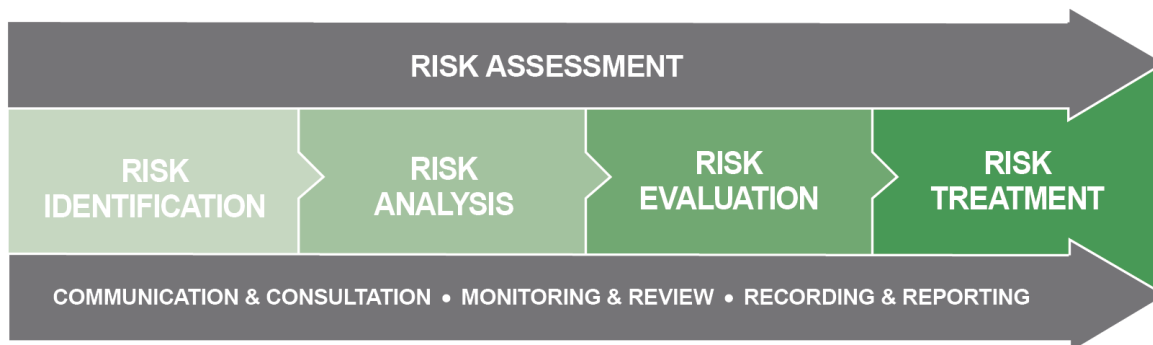 RISK ASSESSMENT
RISK
IDENTIFICATION
RISK
ANALYSIS
RISK
EVALUATION
RISK
TREATMENT
COMMUNICATION & CONSULTATION • MONITORING & REVIEW • RECORDING & REPORTING